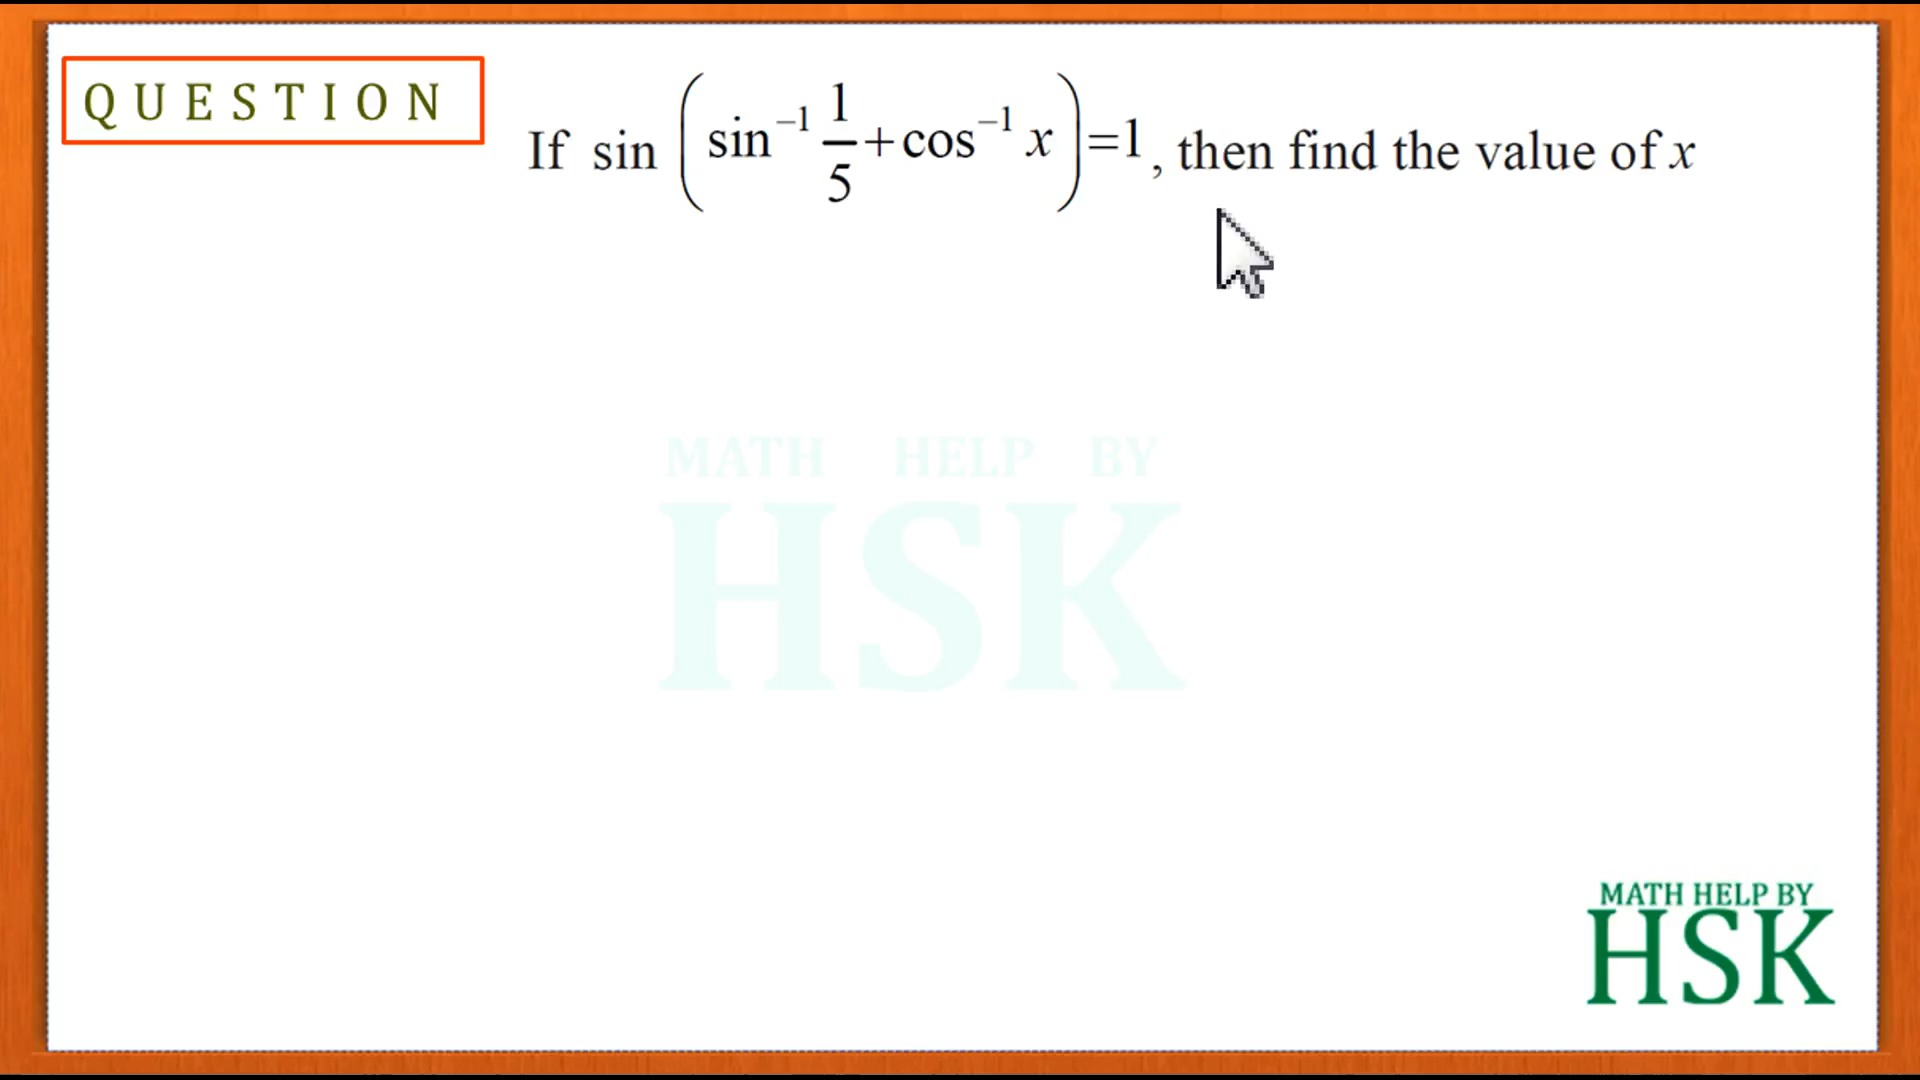 QUESTION
If sin (sin⁻¹ 1/5 + cos⁻¹ x) = 1, then find the value of x
MATH HELP BY
HSK
MATH HELP BY
HSK